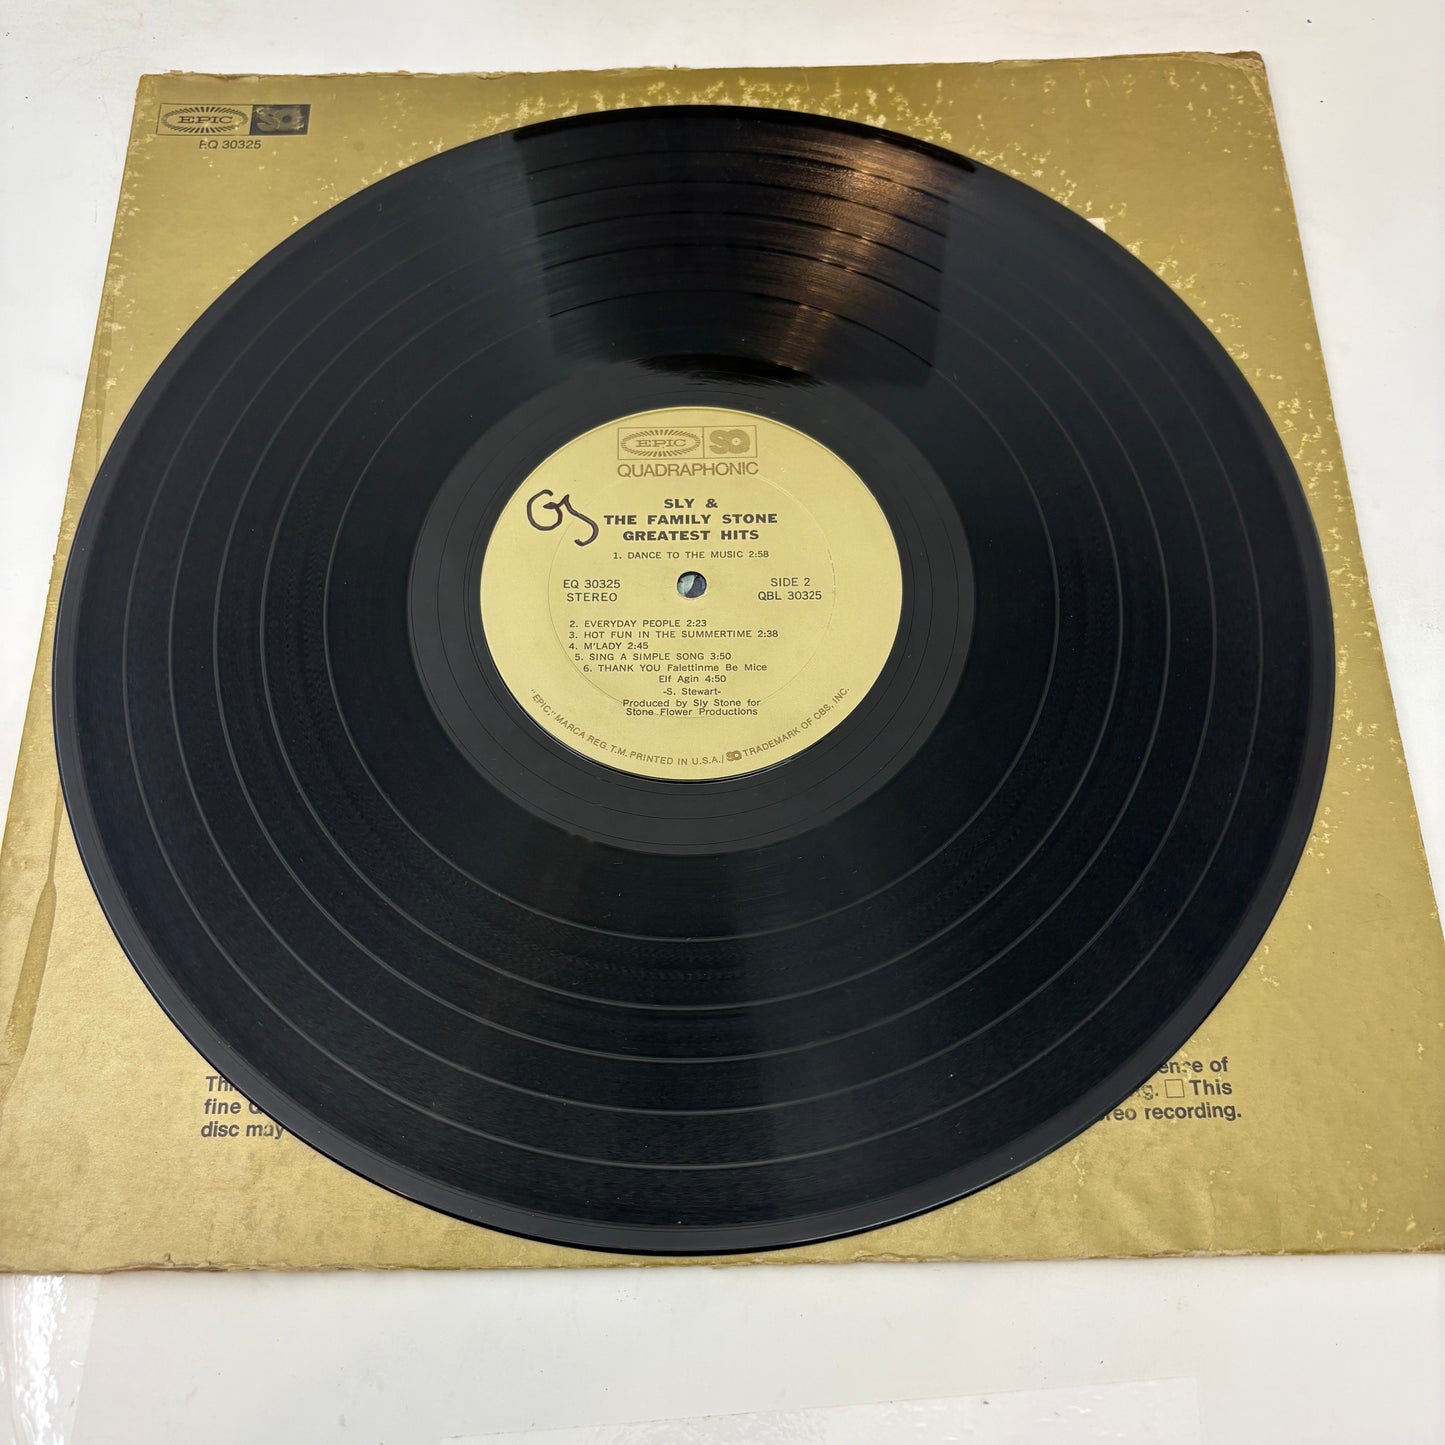 EPIC SQ
EQ 30325
EPIC SQ
QUADRAPHONIC
SLY &
THE FAMILY STONE
GREATEST HITS
1. DANCE TO THE MUSIC 2:58
EQ 30325 SIDE 2
STEREO QBL 30325
2. EVERYDAY PEOPLE 2:23
3. HOT FUN IN THE SUMMERTIME 2:38
4. M'LADY 2:45
5. SING A SIMPLE SONG 3:50
6. THANK YOU Falettinme Be Mice
Elf Agin 4:50
-S. Stewart-
Produced by Sly Stone for
Stone Flower Productions
"EPIC," MARCA REG. T.M. PRINTED IN U.S.A./ SQ TRADEMARK OF CBS, INC.
of
fine This
disc may recording.